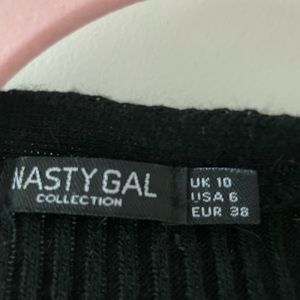 NASTY GAL
COLLECTION
UK 10
USA 6
EUR 38